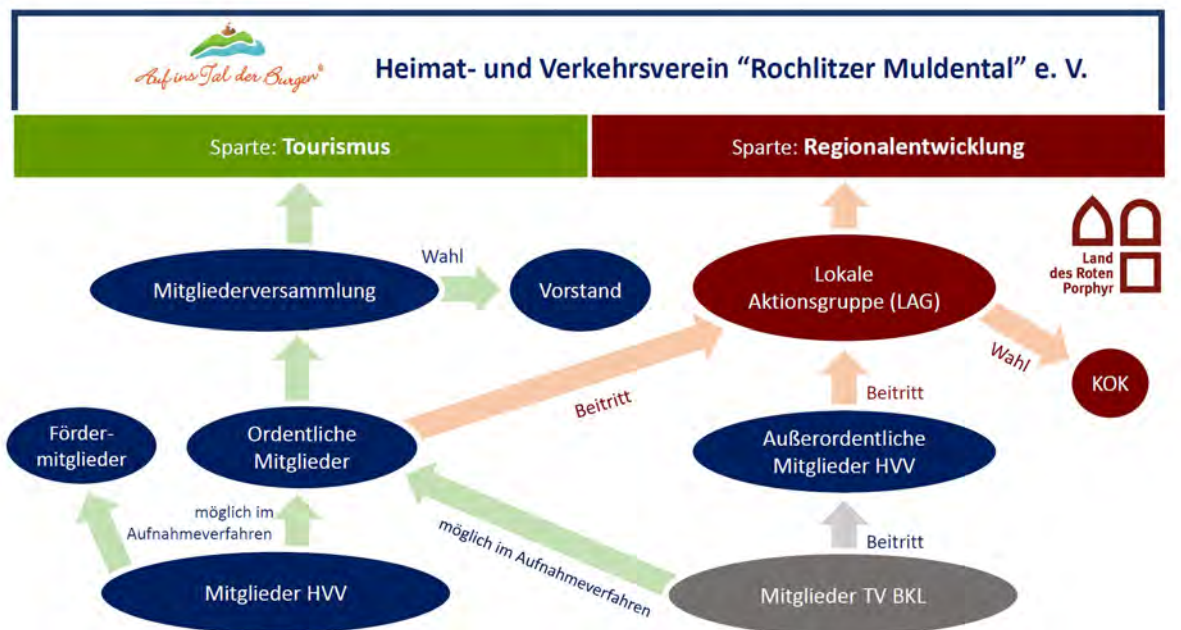 Auf ins Tal der Burgen®
Heimat- und Verkehrsverein “Rochlitzer Muldental” e. V.
Sparte: Tourismus
Sparte: Regionalentwicklung
Mitgliederversammlung
Wahl
Vorstand
Lokale
Aktionsgruppe (LAG)
Land
des Roten
Porphyr
Wahl
KOK
Beitritt
Beitritt
Förder-
mitglieder
Ordentliche
Mitglieder
Außerordentliche
Mitglieder HVV
möglich im
Aufnahmeverfahren
möglich im Aufnahmeverfahren
Beitritt
Mitglieder HVV
Mitglieder TV BKL